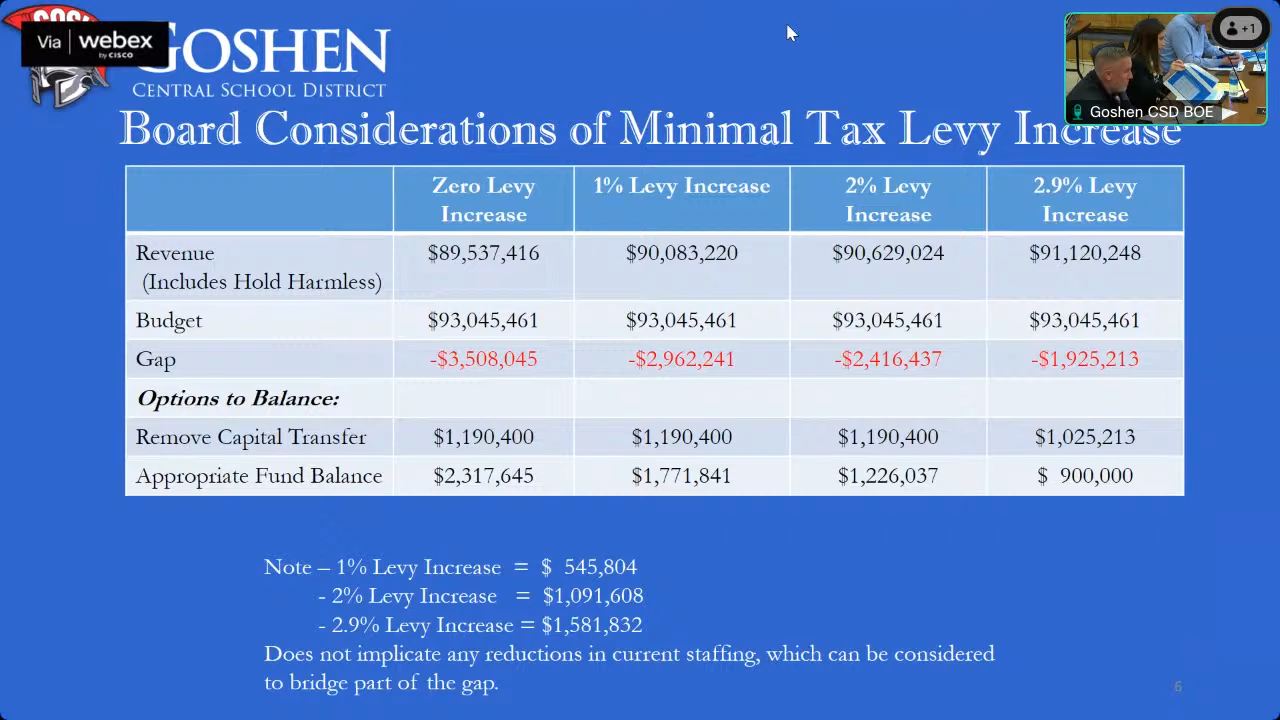 Via webex
by CISCO
GOSHEN
CENTRAL SCHOOL DISTRICT
+1
Goshen CSD BOE
Board Considerations of Minimal Tax Levy Increase
Zero Levy Increase 1% Levy Increase 2% Levy Increase 2.9% Levy Increase
Revenue (Includes Hold Harmless) $89,537,416 $90,083,220 $90,629,024 $91,120,248
Budget $93,045,461 $93,045,461 $93,045,461 $93,045,461
Gap -$3,508,045 -$2,962,241 -$2,416,437 -$1,925,213
Options to Balance:
Remove Capital Transfer $1,190,400 $1,190,400 $1,190,400 $1,025,213
Appropriate Fund Balance $2,317,645 $1,771,841 $1,226,037 $ 900,000
Note – 1% Levy Increase = $ 545,804
- 2% Levy Increase = $1,091,608
- 2.9% Levy Increase = $1,581,832
Does not implicate any reductions in current staffing, which can be considered
to bridge part of the gap.
6